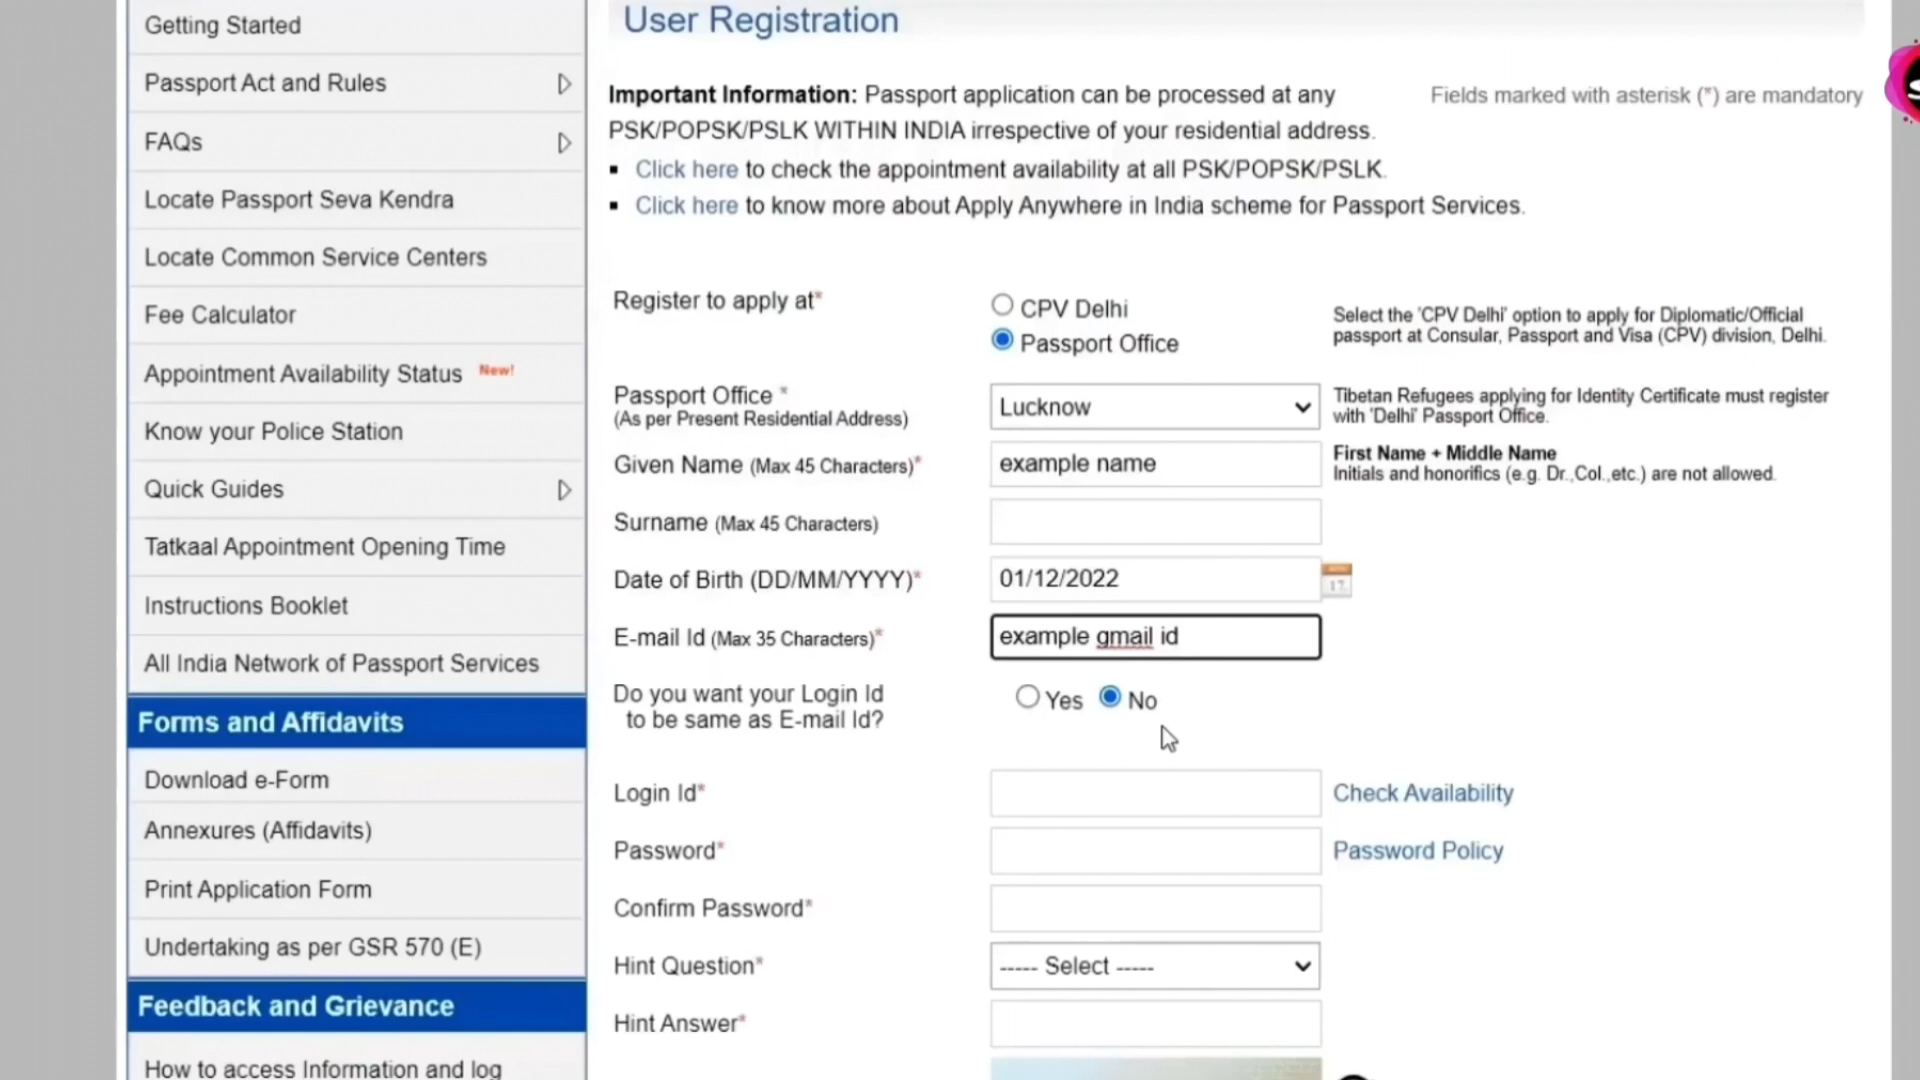 Getting Started
Passport Act and Rules
FAQs
Locate Passport Seva Kendra
Locate Common Service Centers
Fee Calculator
Appointment Availability Status New!
Know your Police Station
Quick Guides
Tatkaal Appointment Opening Time
Instructions Booklet
All India Network of Passport Services
Forms and Affidavits
Download e-Form
Annexures (Affidavits)
Print Application Form
Undertaking as per GSR 570 (E)
Feedback and Grievance
How to access Information and log
User Registration
Important Information: Passport application can be processed at any
PSK/POPSK/PSLK WITHIN INDIA irrespective of your residential address.
Fields marked with asterisk (*) are mandatory
Click here to check the appointment availability at all PSK/POPSK/PSLK.
Click here to know more about Apply Anywhere in India scheme for Passport Services.
Register to apply at*
CPV Delhi
Passport Office
Select the 'CPV Delhi' option to apply for Diplomatic/Official
passport at Consular, Passport and Visa (CPV) division, Delhi.
Passport Office *
(As per Present Residential Address)
Lucknow
Tibetan Refugees applying for Identity Certificate must register
with 'Delhi' Passport Office.
Given Name (Max 45 Characters)*
example name
First Name + Middle Name
Initials and honorifics (e.g. Dr.,Col.,etc.) are not allowed.
Surname (Max 45 Characters)
Date of Birth (DD/MM/YYYY)*
01/12/2022
17
E-mail Id (Max 35 Characters)*
example gmail id
Do you want your Login Id
to be same as E-mail Id?
Yes No
Login Id*
Check Availability
Password*
Password Policy
Confirm Password*
Hint Question*
----- Select -----
Hint Answer*